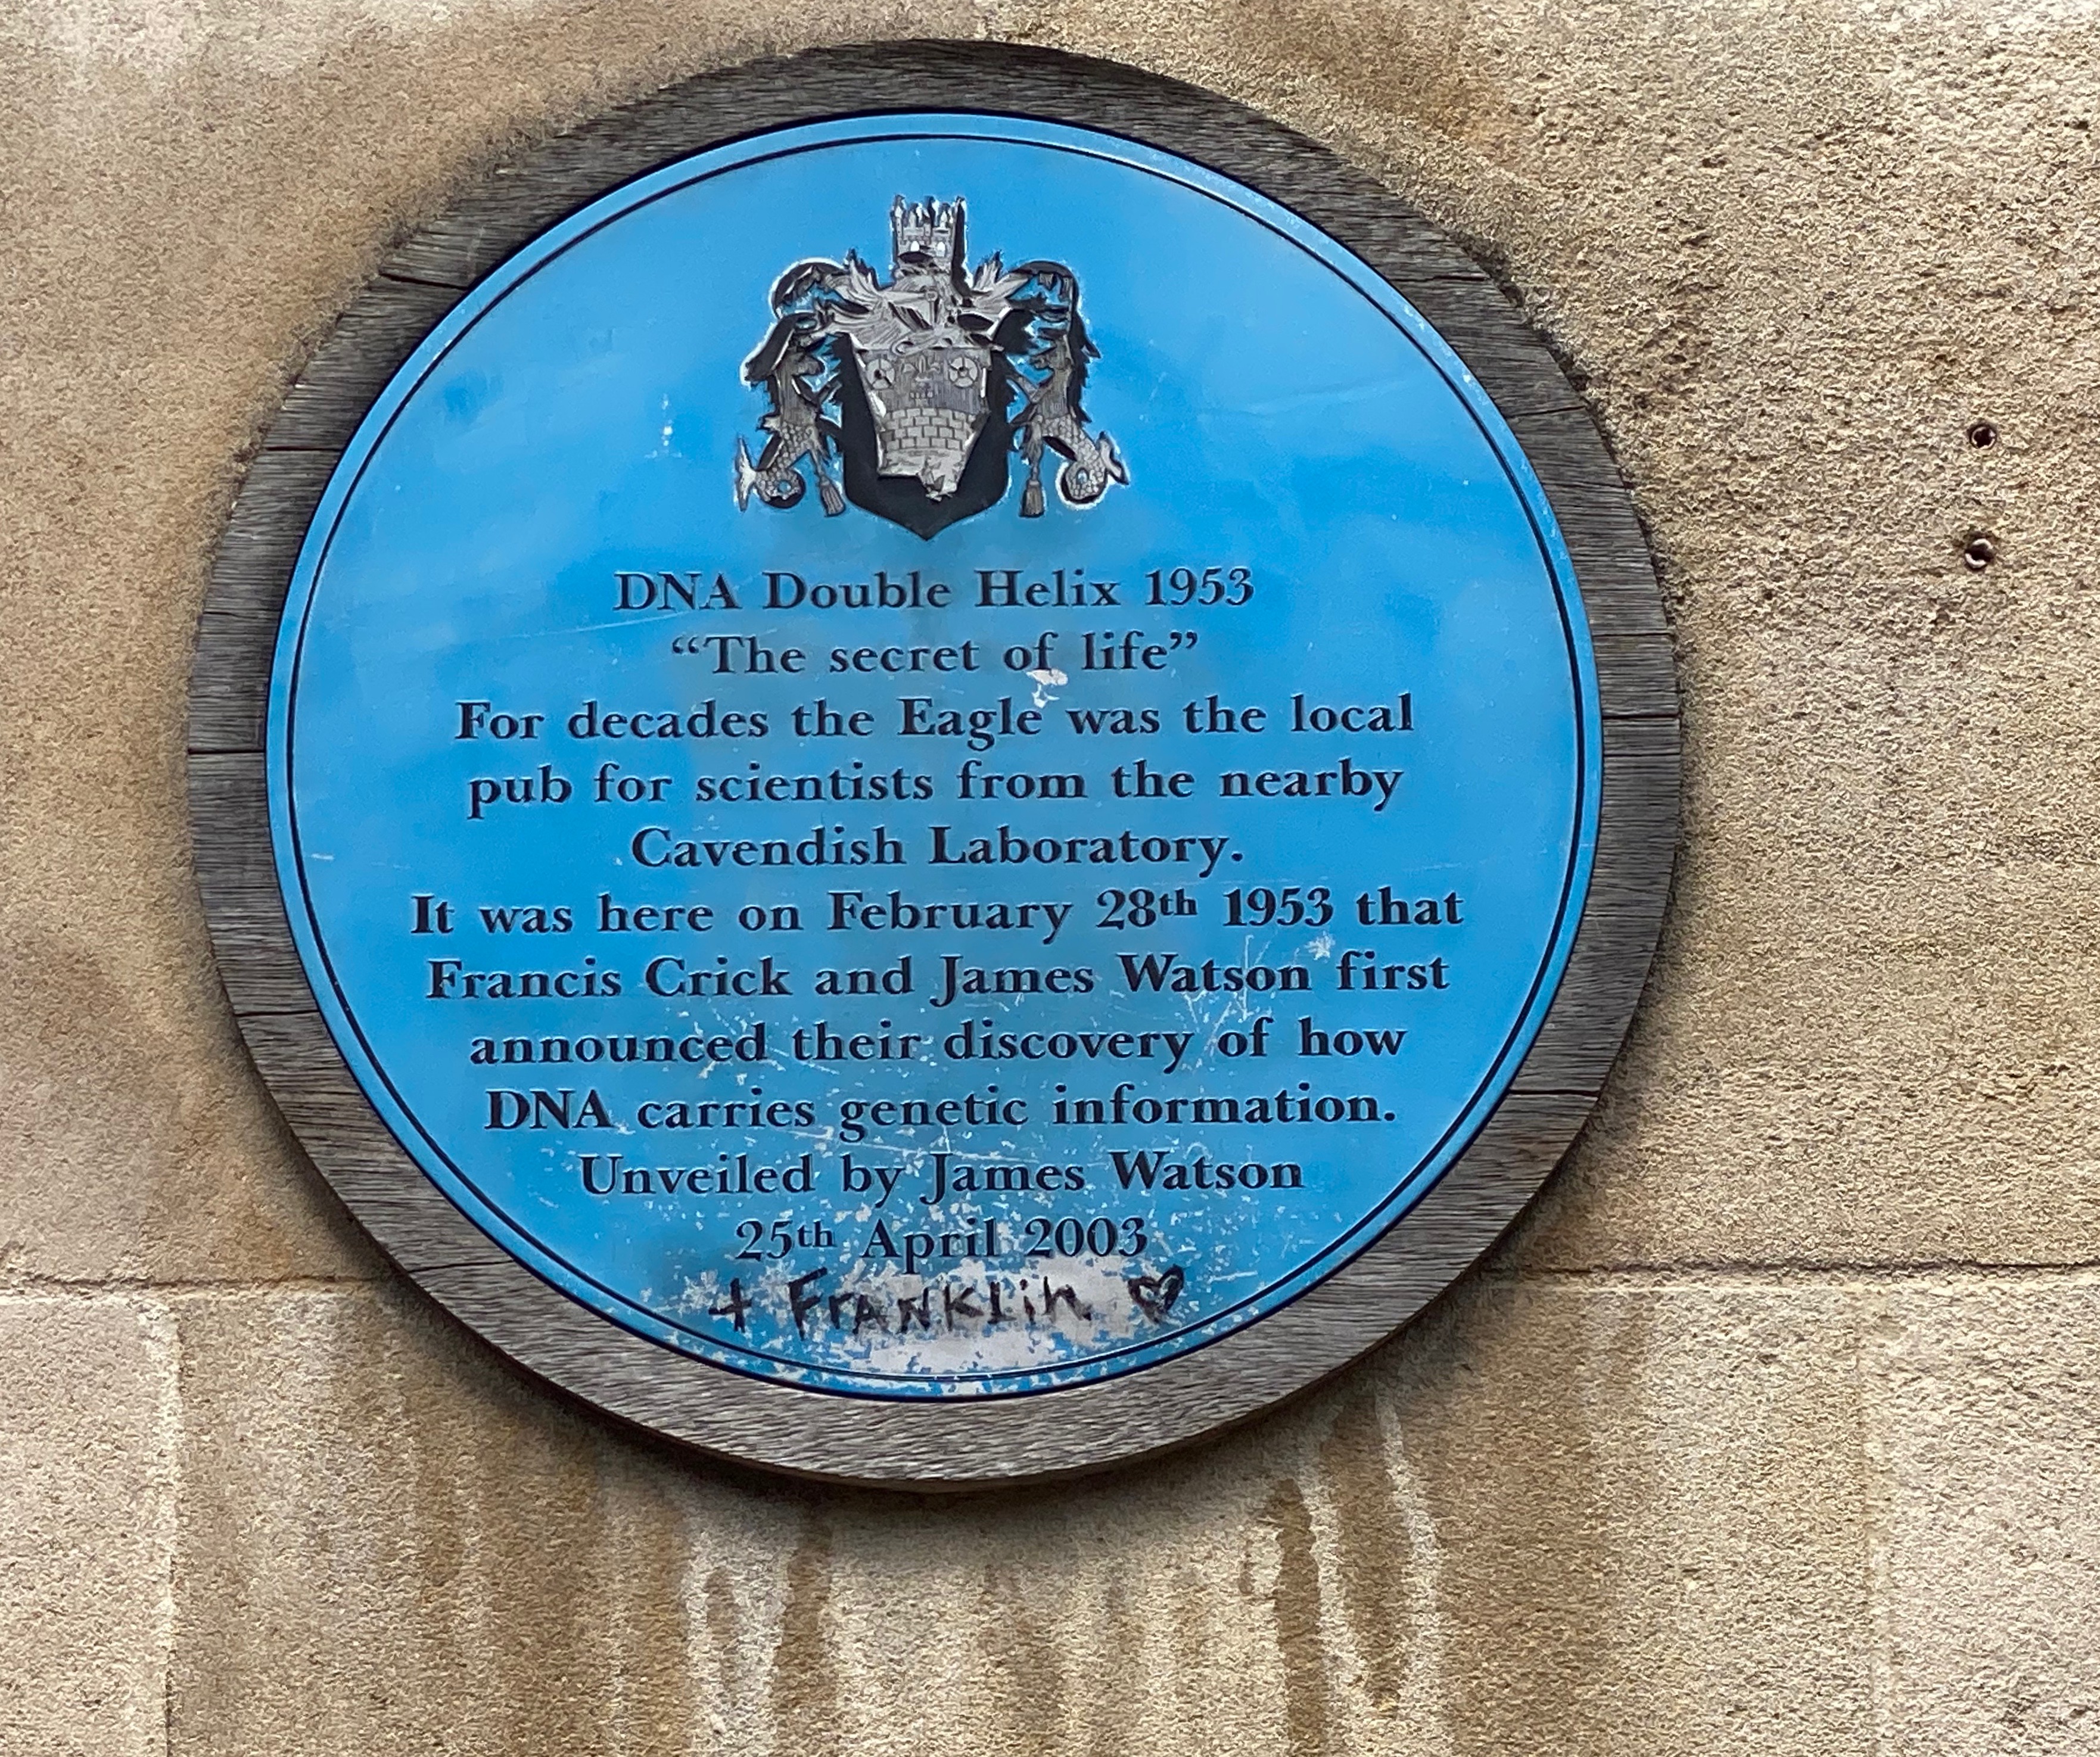 DNA Double Helix 1953
“The secret of life”
For decades the Eagle was the local
pub for scientists from the nearby
Cavendish Laboratory.
It was here on February 28th 1953 that
Francis Crick and James Watson first
announced their discovery of how
DNA carries genetic information.
Unveiled by James Watson
25th April 2003
+ FRANKLin ♡